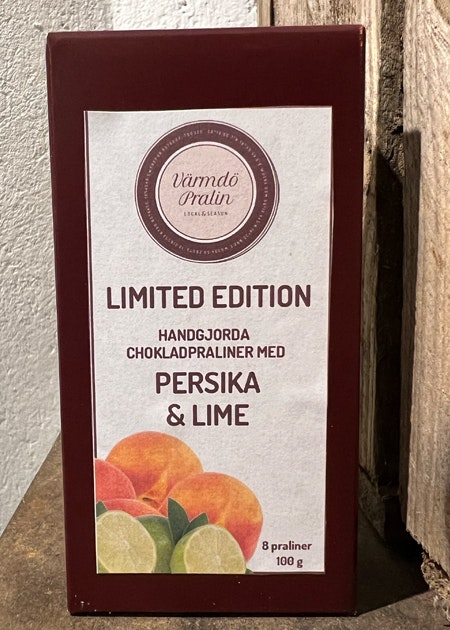 Värmdö
Pralin
LOCAL&SEASON
LIMITED EDITION
HANDGJORDA
CHOKLADPRALINER MED
PERSIKA
& LIME
8 praliner
100 g